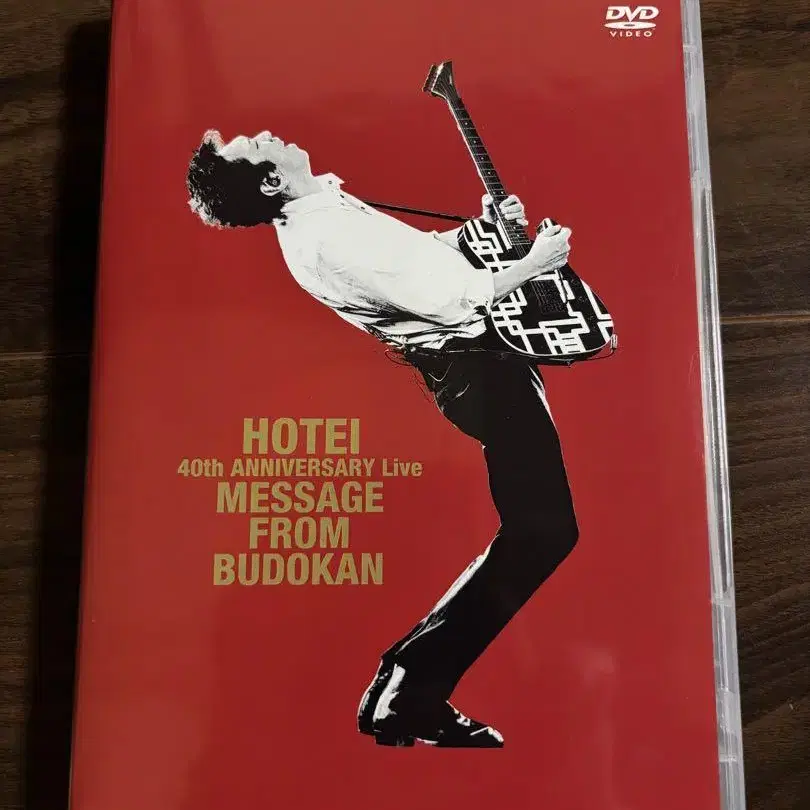 DVD
VIDEO
HOTEI
40th ANNIVERSARY Live
MESSAGE
FROM
BUDOKAN